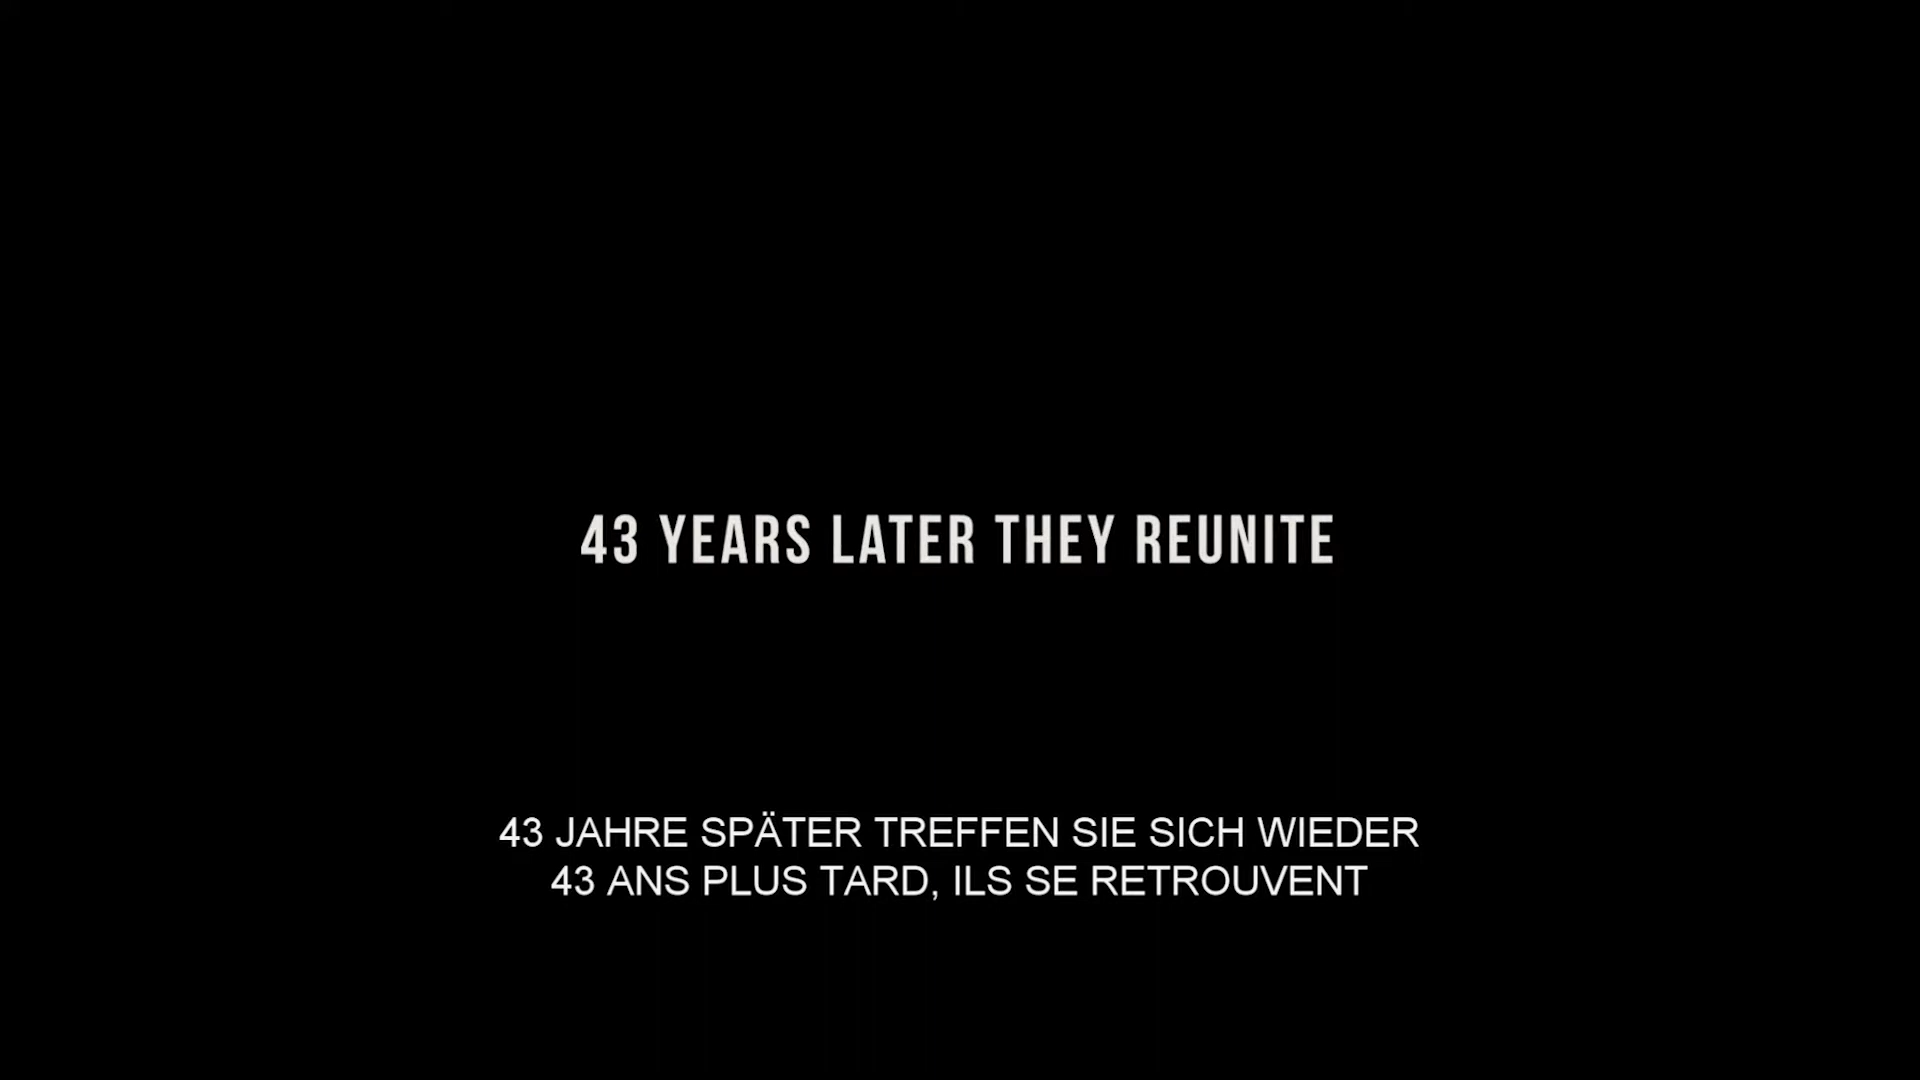 43 YEARS LATER THEY REUNITE
43 JAHRE SPÄTER TREFFEN SIE SICH WIEDER
43 ANS PLUS TARD, ILS SE RETROUVENT